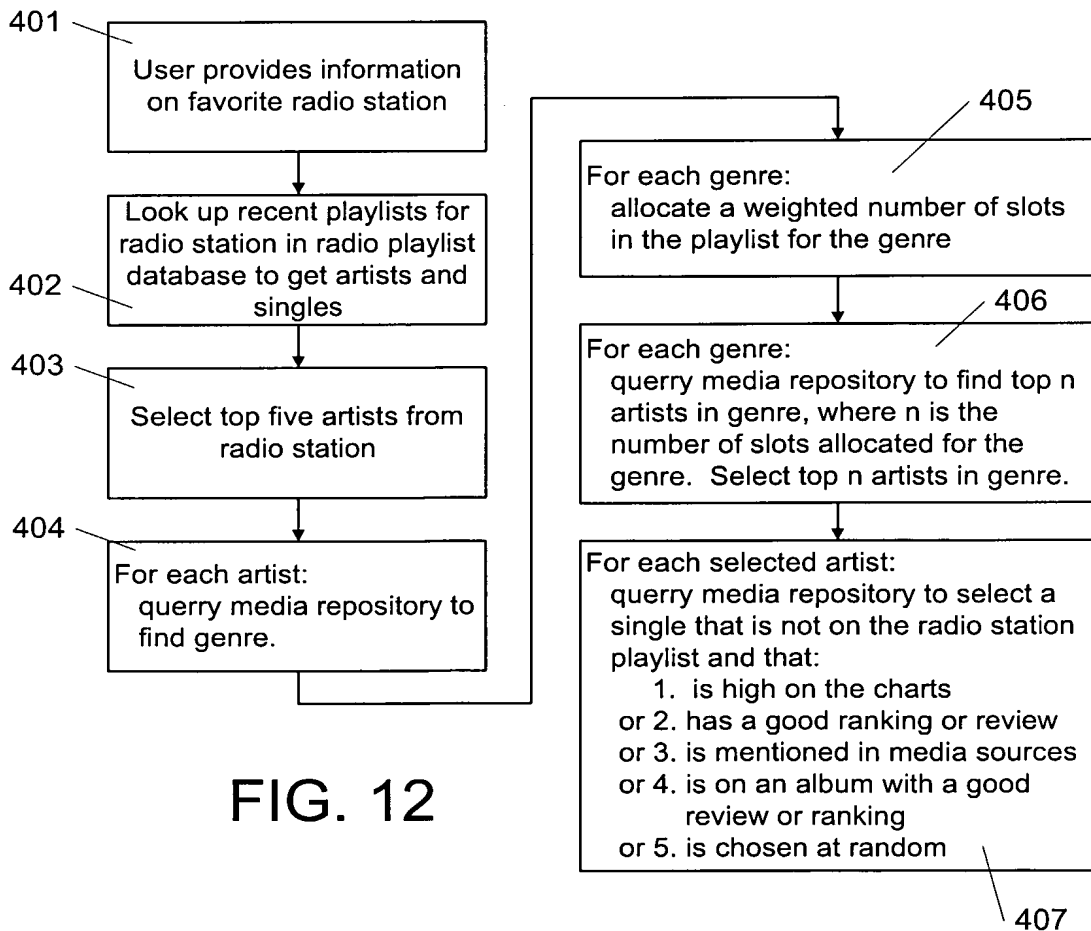 401
User provides information
on favorite radio station
Look up recent playlists for
radio station in radio playlist
database to get artists and
singles
402
403
Select top five artists from
radio station
404
For each artist:
querry media repository to
find genre.
405
For each genre:
allocate a weighted number of slots
in the playlist for the genre
406
For each genre:
querry media repository to find top n
artists in genre, where n is the
number of slots allocated for the
genre. Select top n artists in genre.
For each selected artist:
querry media repository to select a
single that is not on the radio station
playlist and that:
1. is high on the charts
or 2. has a good ranking or review
or 3. is mentioned in media sources
or 4. is on an album with a good
review or ranking
or 5. is chosen at random
407
FIG. 12